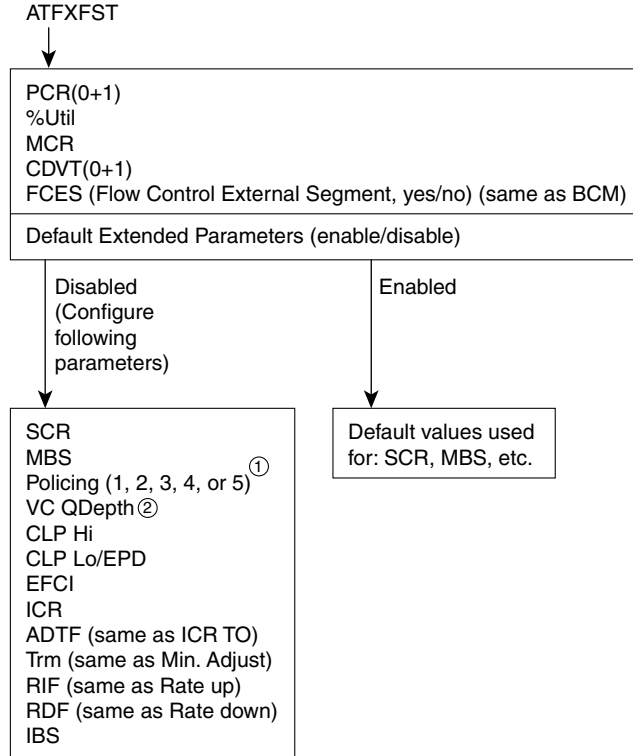 ATFXFST
PCR(0+1)
%Util
MCR
CDVT(0+1)
FCES (Flow Control External Segment, yes/no) (same as BCM)
Default Extended Parameters (enable/disable)
Disabled
(Configure
following
parameters)
Enabled
SCR
MBS
Policing (1, 2, 3, 4, or 5) ①
VC QDepth ②
CLP Hi
CLP Lo/EPD
EFCI
ICR
ADTF (same as ICR TO)
Trm (same as Min. Adjust)
RIF (same as Rate up)
RDF (same as Rate down)
IBS
Default values used
for: SCR, MBS, etc.